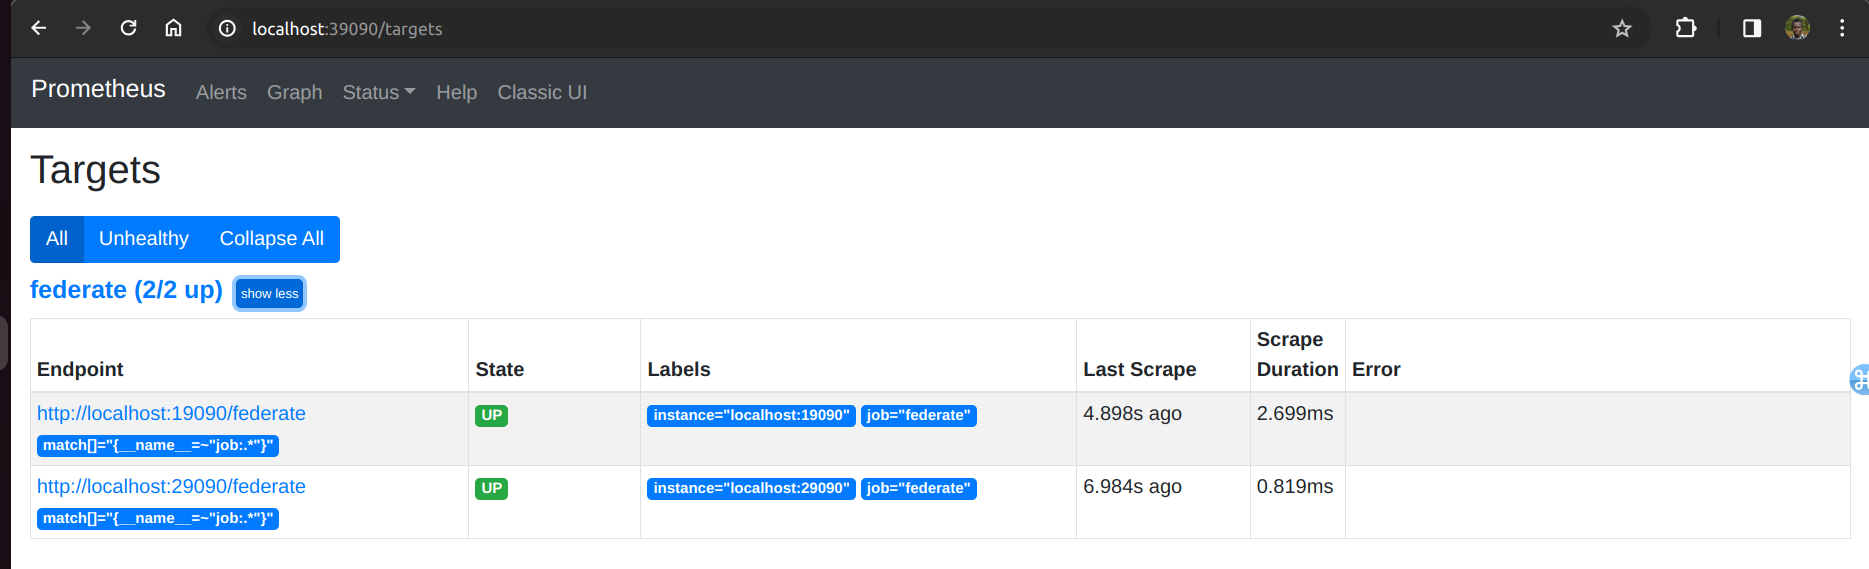 localhost:39090/targets
Prometheus Alerts Graph Status Help Classic UI
Targets
All Unhealthy Collapse All
federate (2/2 up) show less
Endpoint State Labels Last Scrape Scrape Duration Error
http://localhost:19090/federate UP instance="localhost:19090" job="federate" 4.898s ago 2.699ms
match[]="{__name__=~"job:.*"}"
http://localhost:29090/federate UP instance="localhost:29090" job="federate" 6.984s ago 0.819ms
match[]="{__name__=~"job:.*"}"